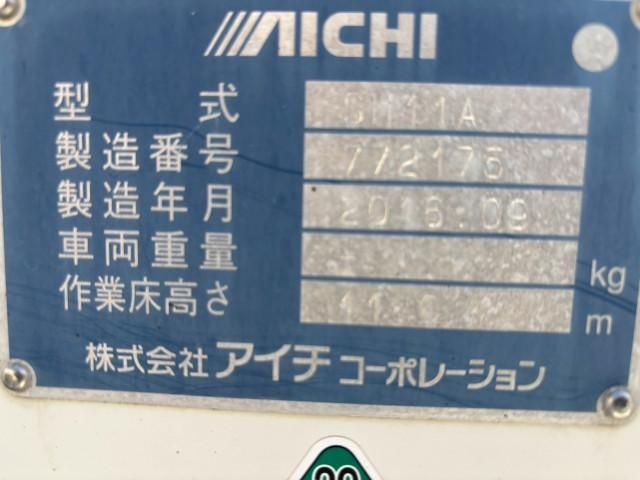 AICHI
型式 SH11A
製造番号 772175
製造年月 2016:09
車両重量 kg
作業床高さ m
株式会社 アイチ コーポレーション